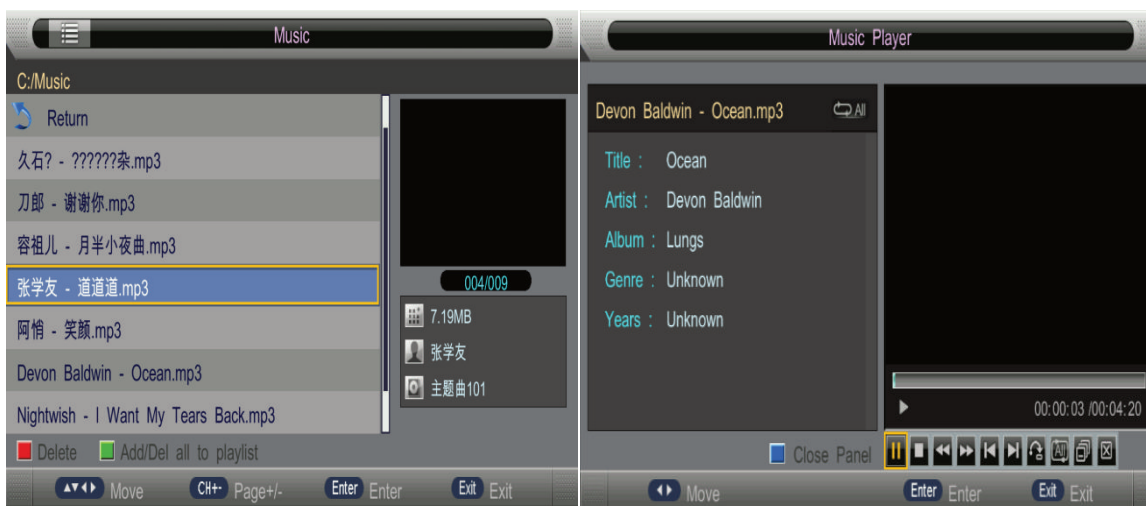 Music
C:/Music
Return
久石? - ??????杂.mp3
刀郎 - 谢谢你.mp3
容祖儿 - 月半小夜曲.mp3
张学友 - 道道道.mp3
阿悄 - 笑颜.mp3
Devon Baldwin - Ocean.mp3
Nightwish - I Want My Tears Back.mp3
004/009
7.19MB
张学友
主题曲101
Delete Add/Del all to playlist
Move CH+- Page+/- Enter Enter Exit Exit
Music Player
Devon Baldwin - Ocean.mp3 All
Title : Ocean
Artist : Devon Baldwin
Album : Lungs
Genre : Unknown
Years : Unknown
00:00:03 /00:04:20
Close Panel All
Move Enter Enter Exit Exit